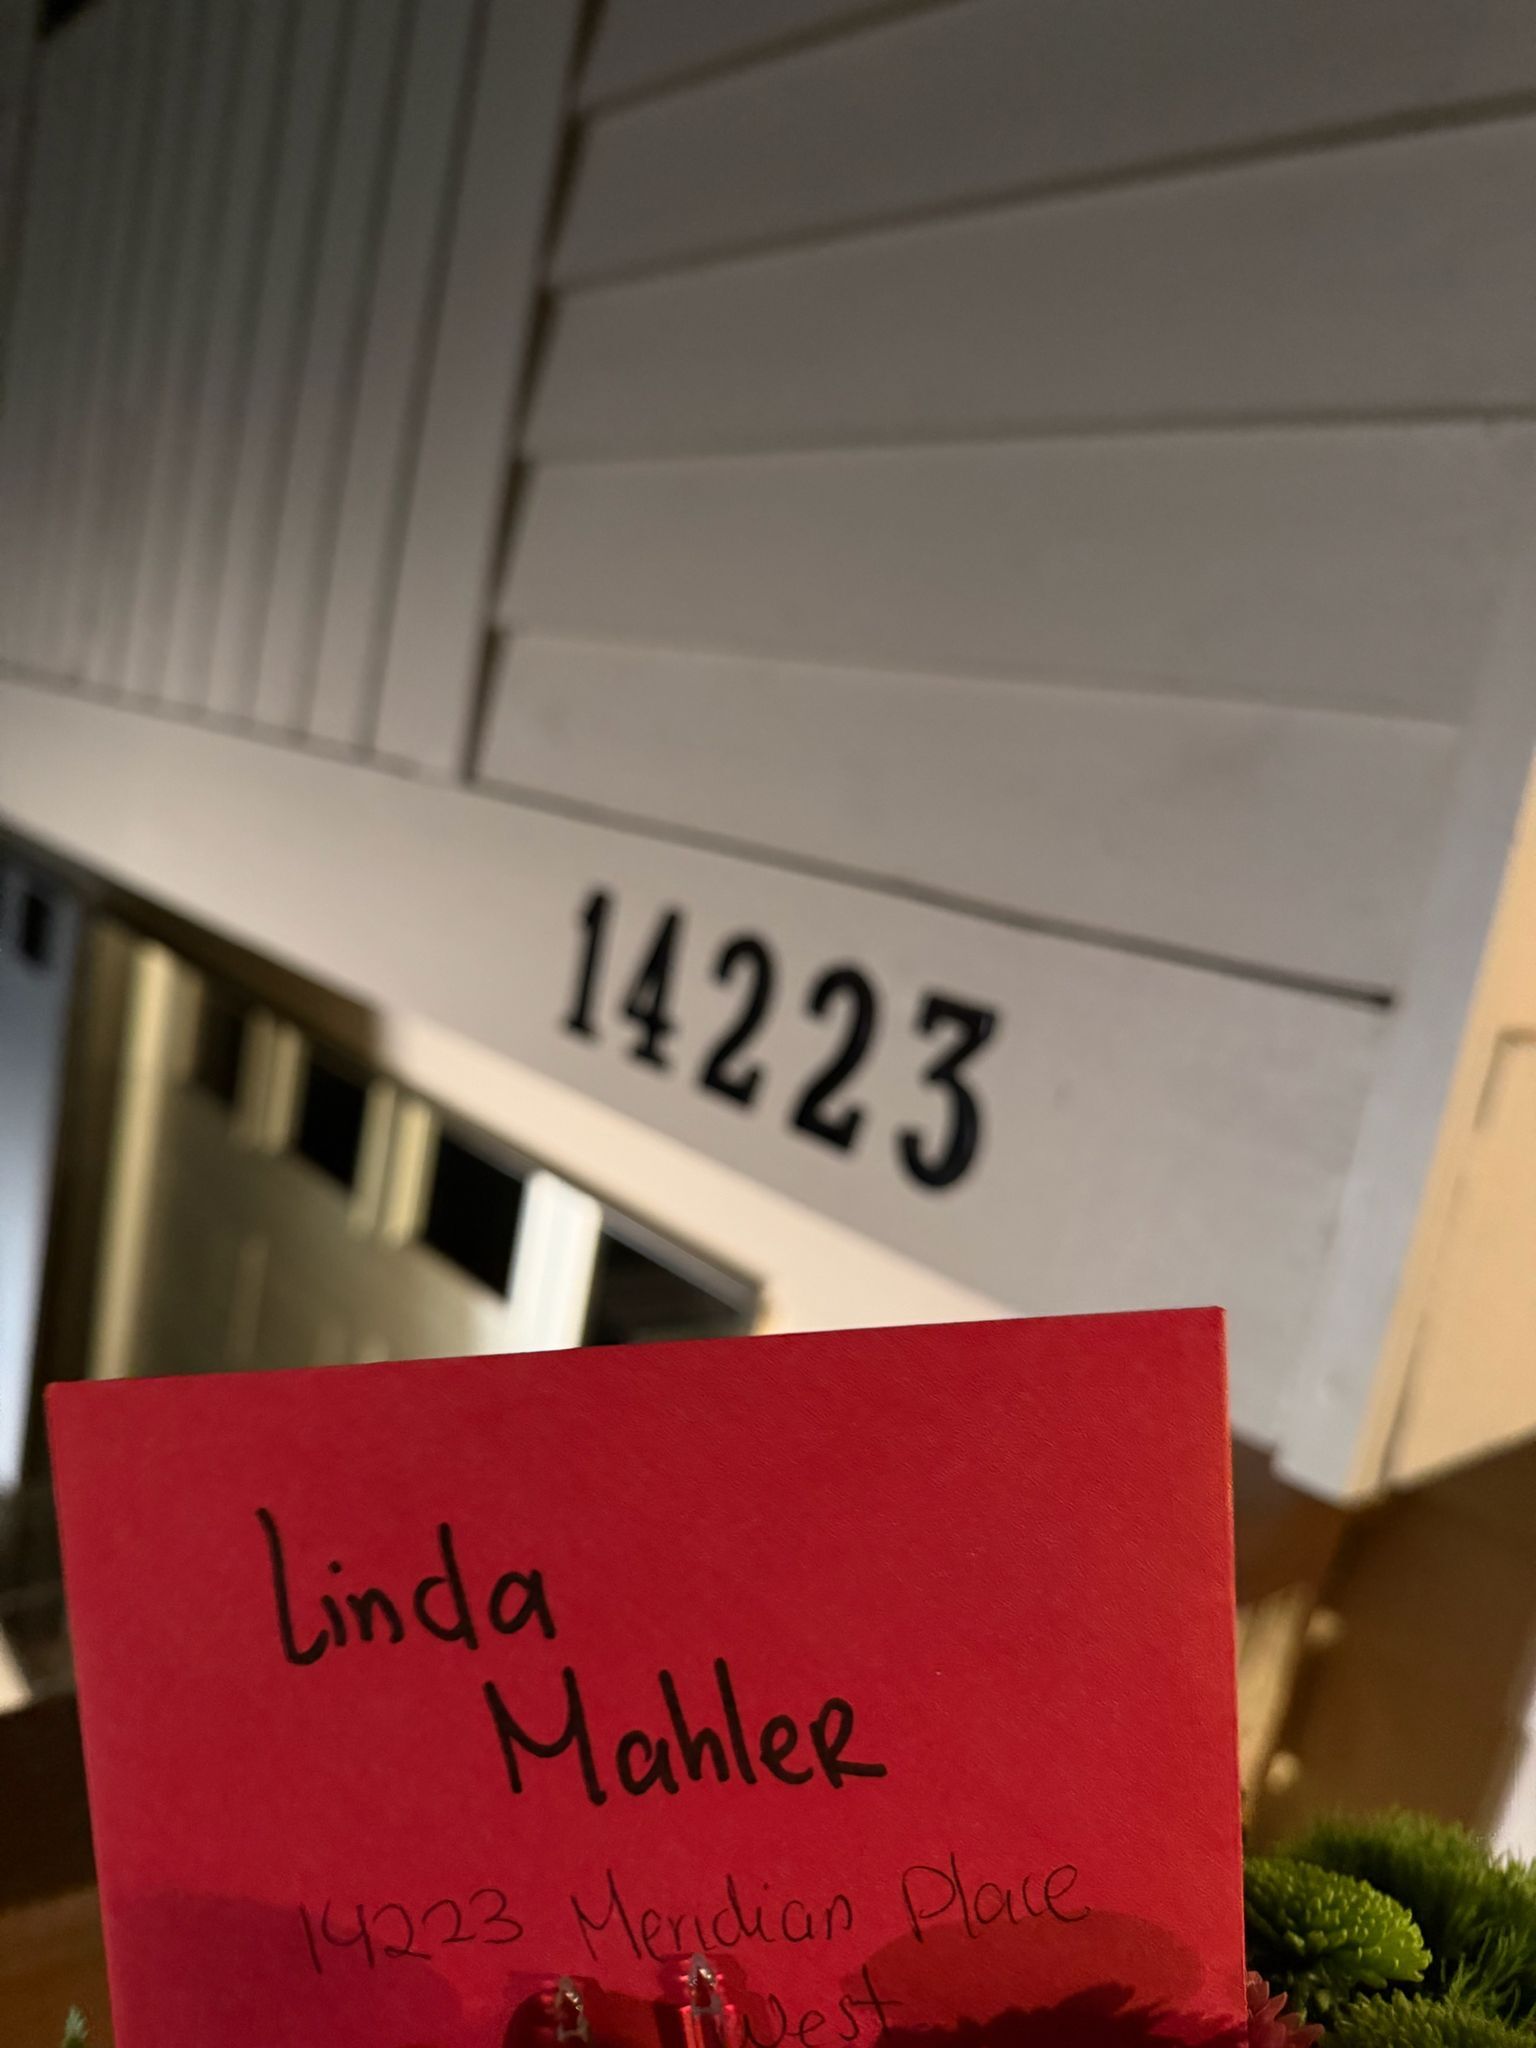 14223
Linda
Mahler
14223 Meridian Place
West